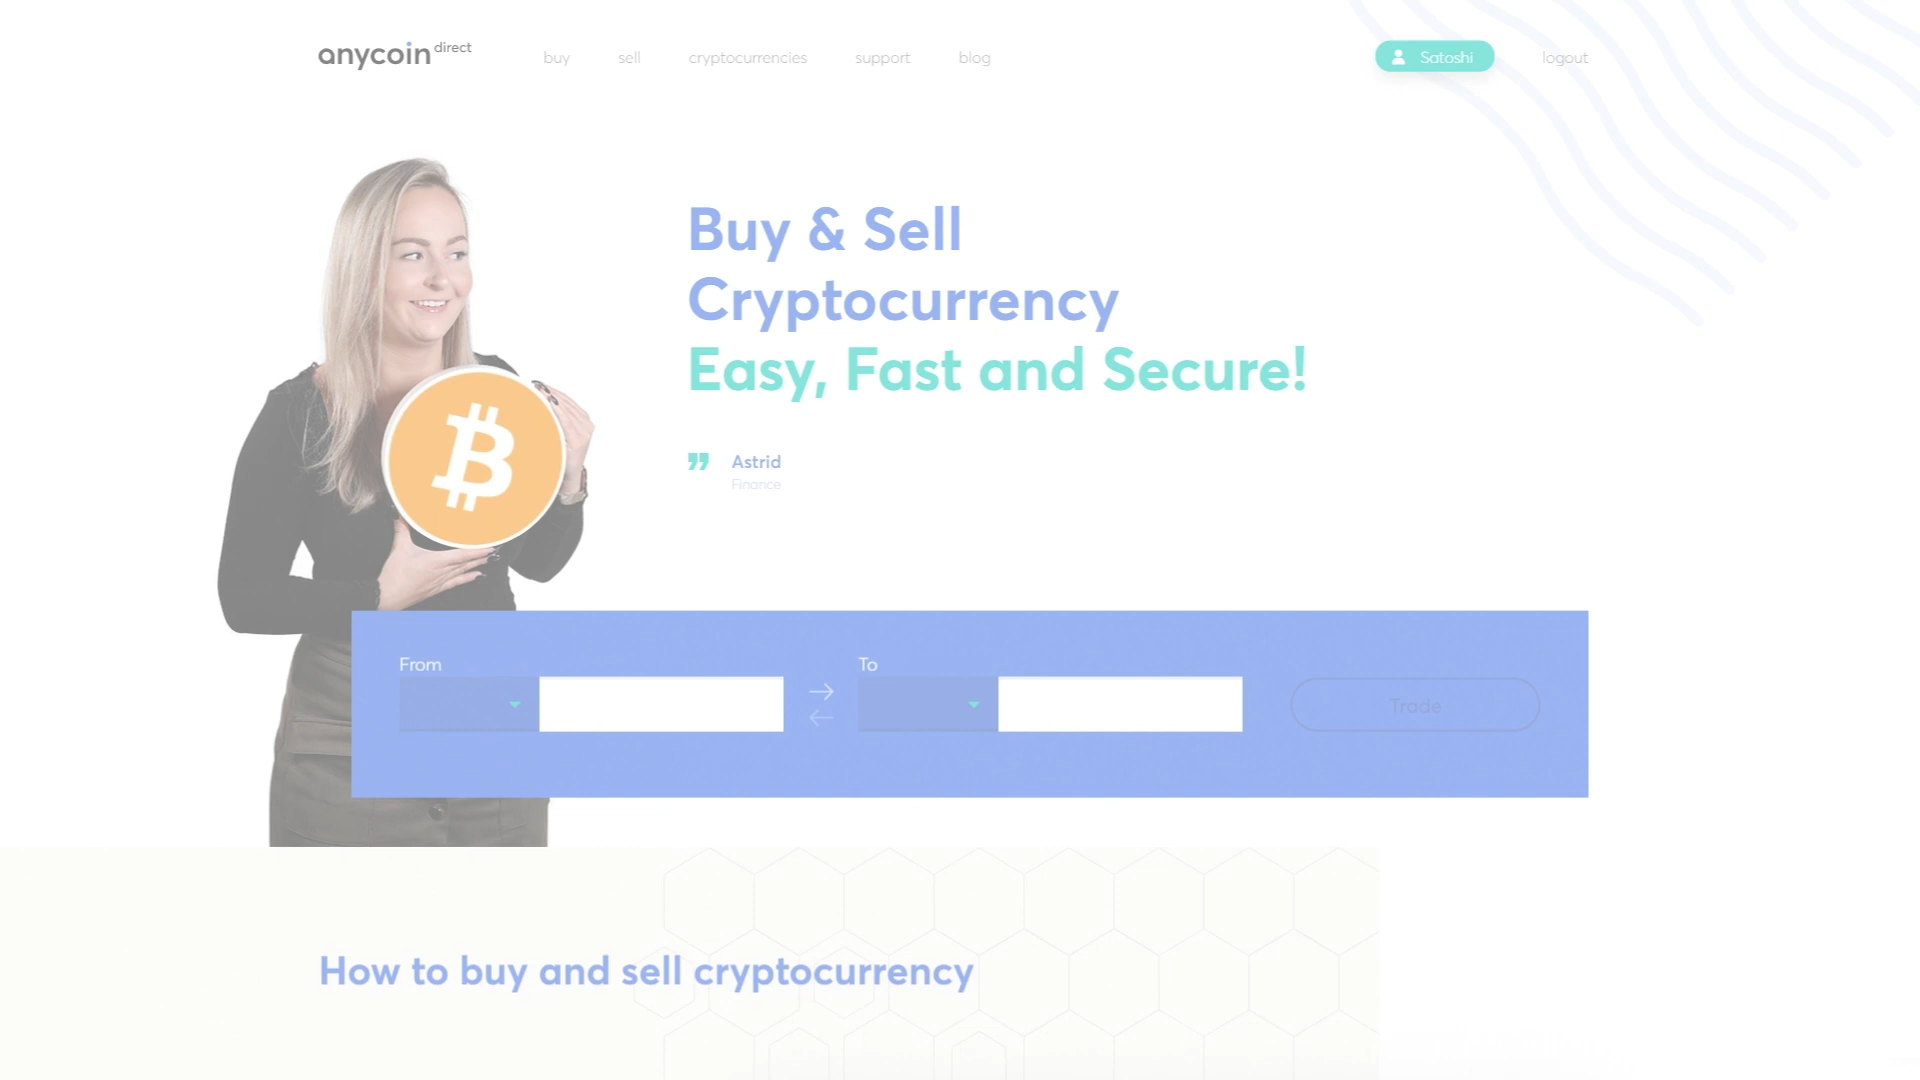 anycoin direct
buy sell cryptocurrencies support blog
Satoshi logout
Buy & Sell
Cryptocurrency
Easy, Fast and Secure!
Astrid
Finance
From
To
Trade
How to buy and sell cryptocurrency